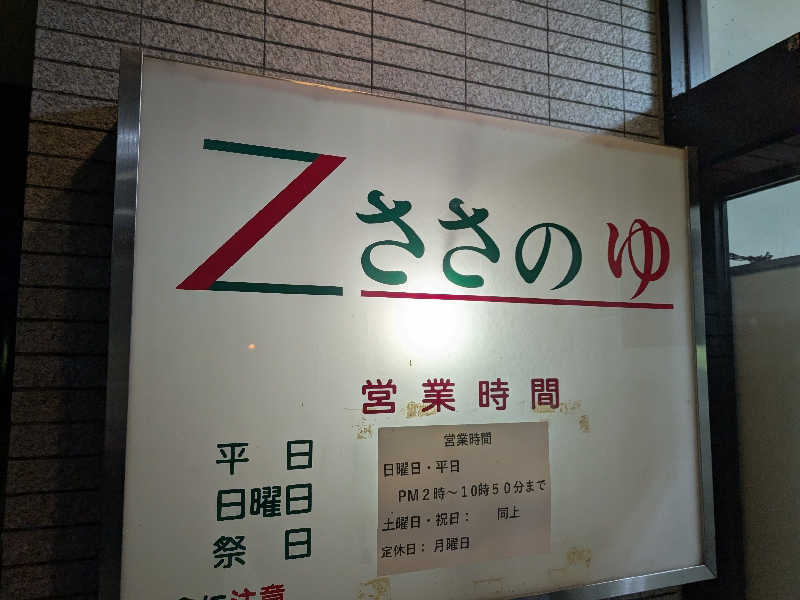 Z ささのゆ
営業時間
平日
日曜日
祭日
営業時間
日曜日・平日
PM2時～10時50分まで
土曜日・祝日： 同上
定休日：月曜日
注意